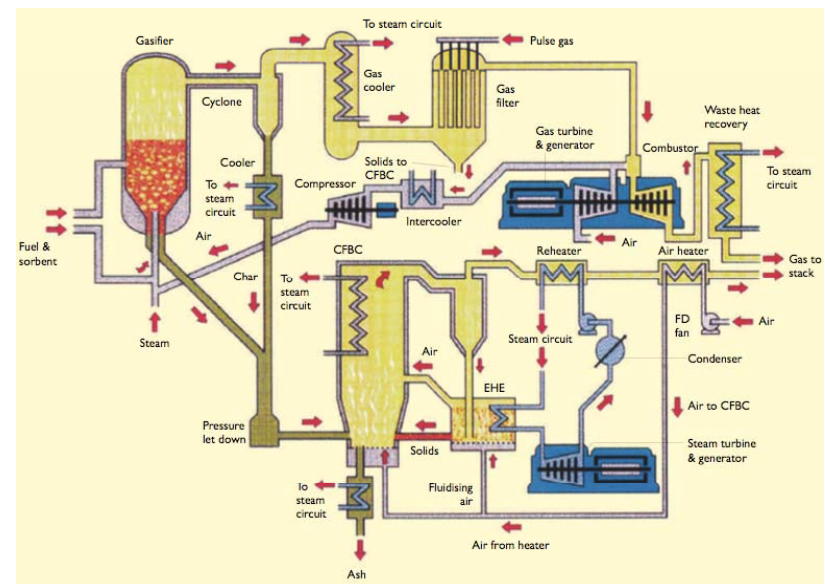 To steam circuit
Gasifier
Pulse gas
Gas
cooler
Gas
filter
Cyclone
Waste heat
recovery
Gas turbine
& generator
Combustor
Solids to
CFBC
Cooler
Compressor
To
steam
circuit
To steam
circuit
Intercooler
Fuel &
sorbent
Air
Air
CFBC
Reheater
Air heater
Gas to
stack
Char
To
steam
circuit
Steam
Steam circuit
FD
fan
Air
Air
Condenser
EHE
Air to CFBC
Pressure
let down
Solids
Steam turbine
& generator
To
steam
circuit
Fluidising
air
Air from heater
Ash